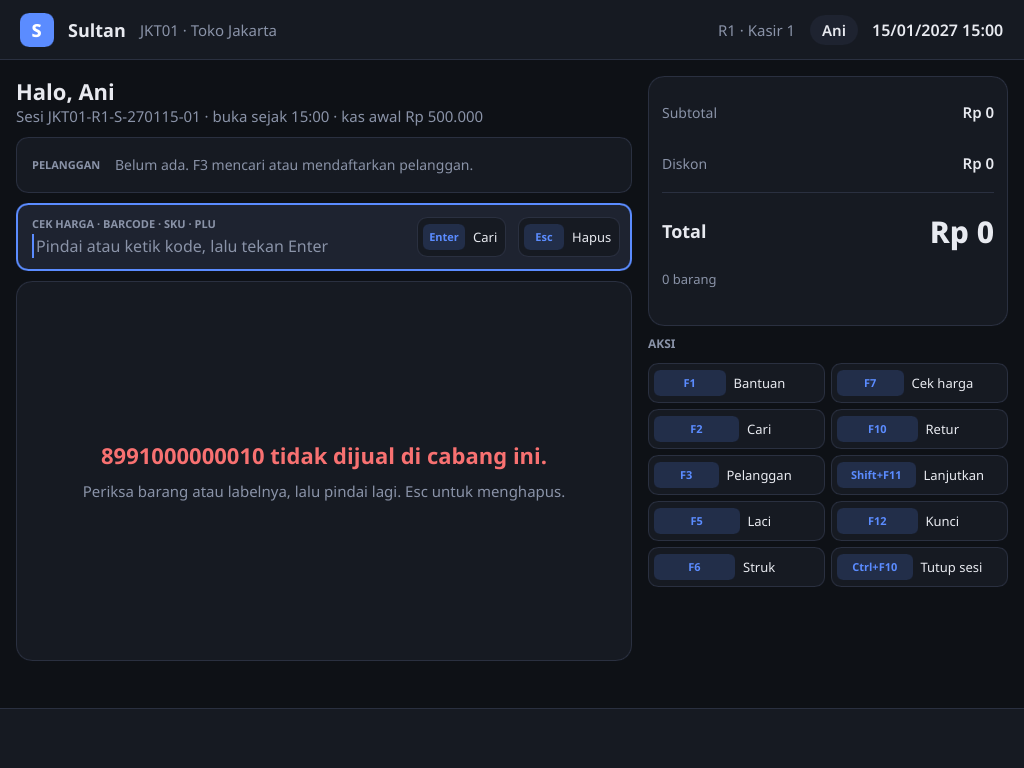 S Sultan JKT01 · Toko Jakarta R1 · Kasir 1 Ani 15/01/2027 15:00
Halo, Ani
Sesi JKT01-R1-S-270115-01 · buka sejak 15:00 · kas awal Rp 500.000
PELANGGAN Belum ada. F3 mencari atau mendaftarkan pelanggan.
CEK HARGA · BARCODE · SKU · PLU
Pindai atau ketik kode, lalu tekan Enter
Enter Cari
Esc Hapus
8991000000010 tidak dijual di cabang ini.
Periksa barang atau labelnya, lalu pindai lagi. Esc untuk menghapus.
Subtotal Rp 0
Diskon Rp 0
Total Rp 0
0 barang
AKSI
F1 Bantuan
F7 Cek harga
F2 Cari
F10 Retur
F3 Pelanggan
Shift+F11 Lanjutkan
F5 Laci
F12 Kunci
F6 Struk
Ctrl+F10 Tutup sesi